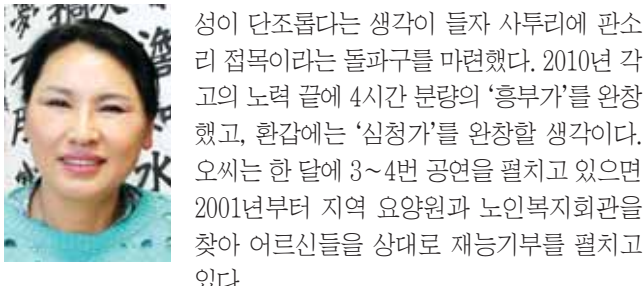 성이 단조롭다는 생각이 들자 사투리에 판소
리 접목이라는 돌파구를 마련했다. 2010년 각
고의 노력 끝에 4시간 분량의 ‘흥부가’를 완창
했고, 환갑에는 ‘심청가’를 완창할 생각이다.
오씨는 한 달에 3~4번 공연을 펼치고 있으면
2001년부터 지역 요양원과 노인복지회관을
찾아 어르신들을 상대로 재능기부를 펼치고
있다